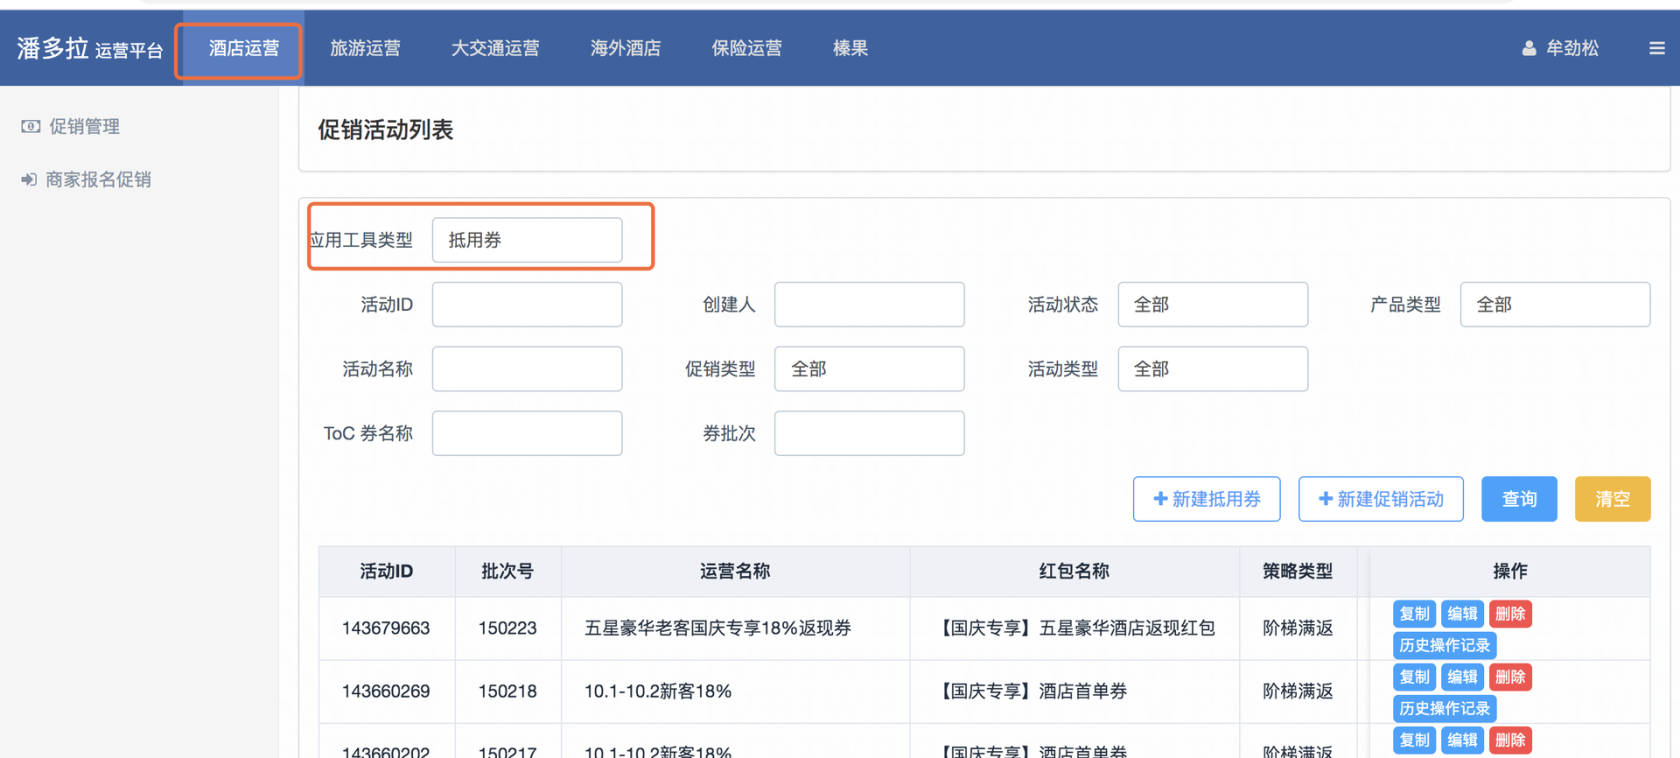 潘多拉 运营平台 酒店运营 旅游运营 大交通运营 海外酒店 保险运营 榛果 牟劲松
促销管理
商家报名促销
促销活动列表
应用工具类型 抵用券
活动ID 创建人 活动状态 全部 产品类型 全部
活动名称 促销类型 全部 活动类型 全部
ToC 券名称 券批次
新建抵用券 新建促销活动 查询 清空
活动ID 批次号 运营名称 红包名称 策略类型 操作
143679663 150223 五星豪华老客国庆专享18%返现券 【国庆专享】五星豪华酒店返现红包 阶梯满返 复制 编辑 删除
历史操作记录
143660269 150218 10.1-10.2新客18% 【国庆专享】酒店首单券 阶梯满返 复制 编辑 删除
历史操作记录
143660202 150217 10.1-10.2新客18% 【国庆专享】酒店首单券 阶梯满返 复制 编辑 删除